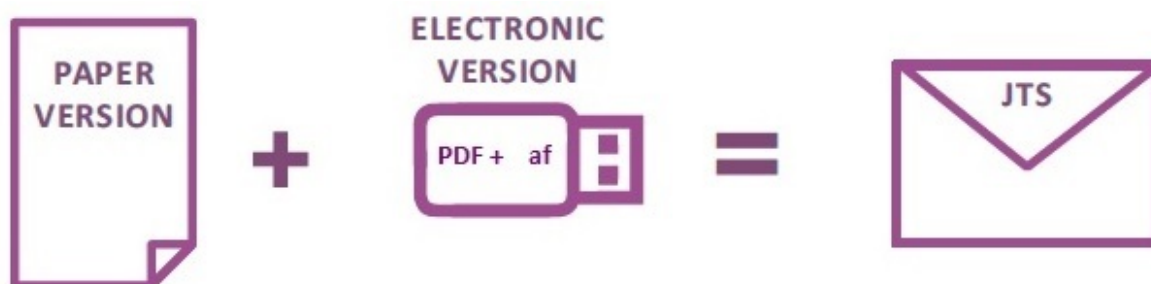 PAPER
VERSION
+
ELECTRONIC
VERSION
PDF + af
=
JTS